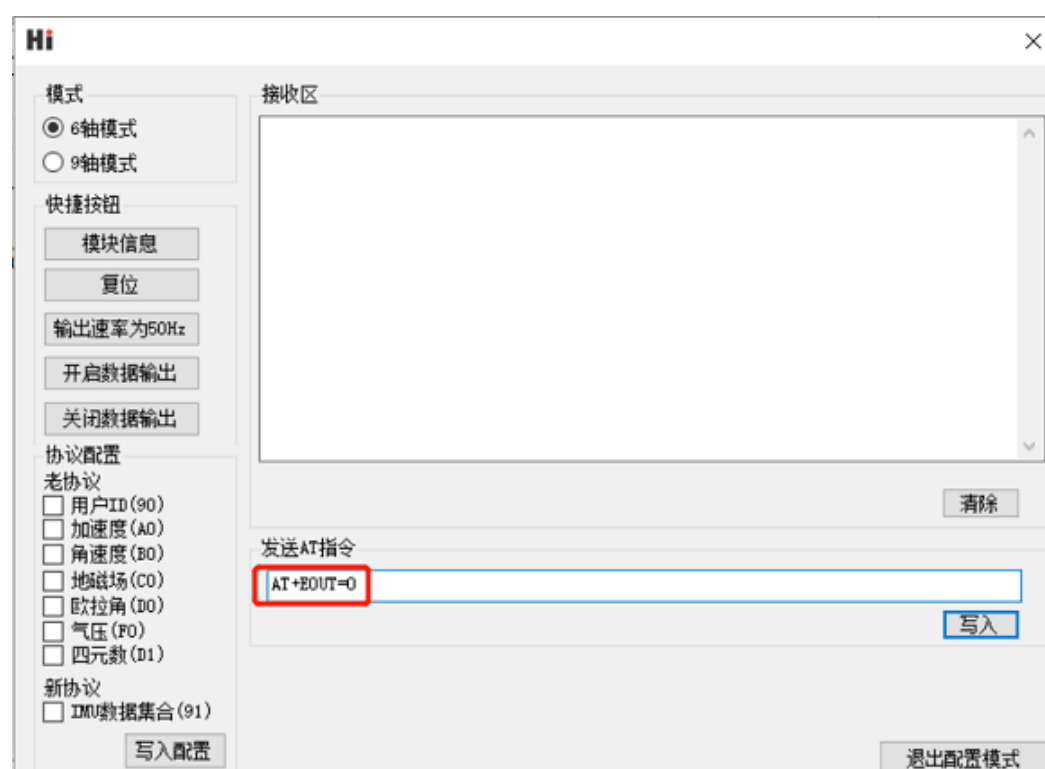 Hi
模式
6轴模式
9轴模式
快捷按钮
模块信息
复位
输出速率为50Hz
开启数据输出
关闭数据输出
协议配置
老协议
用户ID(90)
加速度(A0)
角速度(B0)
地磁场(C0)
欧拉角(D0)
气压(F0)
四元数(D1)
新协议
IMU数据集合(91)
写入配置
接收区
清除
发送AT指令
AT+EOUT=0
写入
退出配置模式